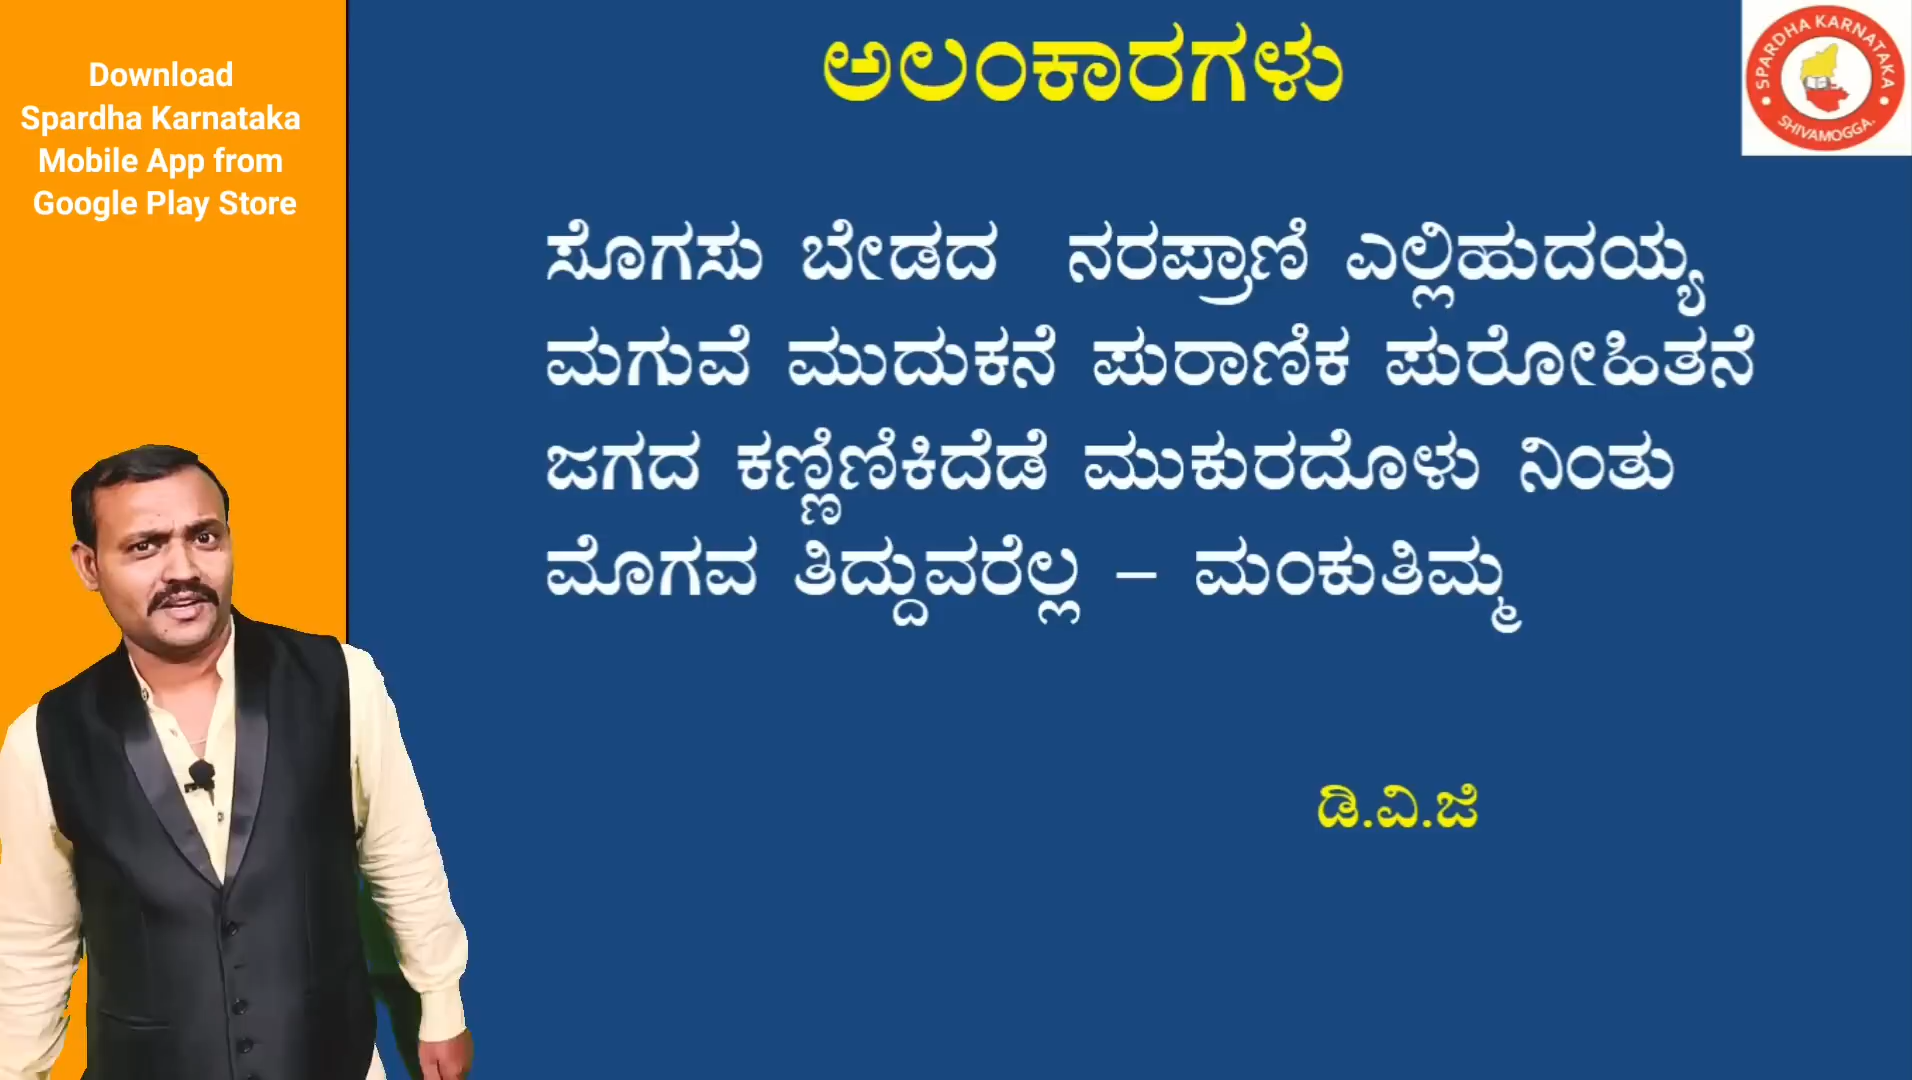 Download
Spardha Karnataka
Mobile App from
Google Play Store
ಅಲಂಕಾರಗಳು
SPARDHA KARNATAKA
SHIVAMOGGA.
ಸೊಗಸು ಬೇಡದ ನರಪ್ರಾಣಿ ಎಲ್ಲಿಹುದಯ್ಯ
ಮಗುವೆ ಮುದುಕನೆ ಪುರಾಣಿಕ ಪುರೋಹಿತನೆ
ಜಗದ ಕಣ್ಣಿಣಿಕಿದೆಡೆ ಮುಕುರದೊಳು ನಿಂತು
ಮೊಗವ ತಿದ್ದುವರೆಲ್ಲ – ಮಂಕುತಿಮ್ಮ
ಡಿ.ವಿ.ಜಿ